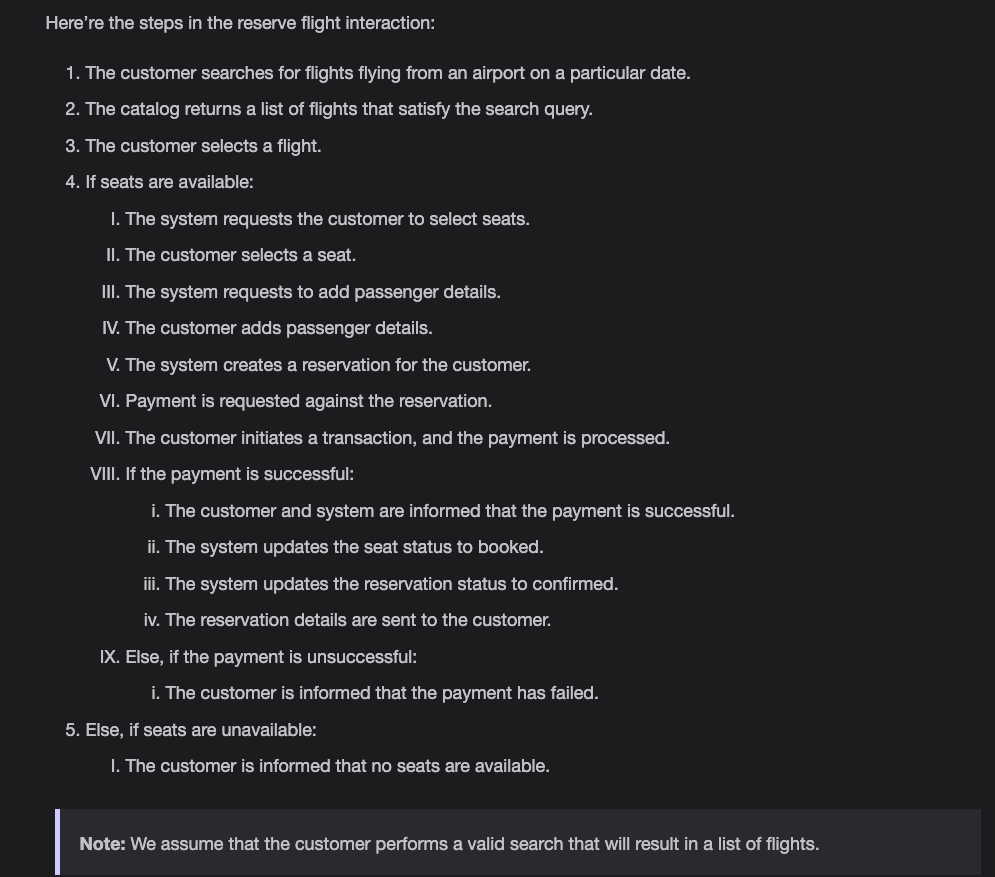 Here’re the steps in the reserve flight interaction:
1. The customer searches for flights flying from an airport on a particular date.
2. The catalog returns a list of flights that satisfy the search query.
3. The customer selects a flight.
4. If seats are available:
I. The system requests the customer to select seats.
II. The customer selects a seat.
III. The system requests to add passenger details.
IV. The customer adds passenger details.
V. The system creates a reservation for the customer.
VI. Payment is requested against the reservation.
VII. The customer initiates a transaction, and the payment is processed.
VIII. If the payment is successful:
i. The customer and system are informed that the payment is successful.
ii. The system updates the seat status to booked.
iii. The system updates the reservation status to confirmed.
iv. The reservation details are sent to the customer.
IX. Else, if the payment is unsuccessful:
i. The customer is informed that the payment has failed.
5. Else, if seats are unavailable:
I. The customer is informed that no seats are available.
Note: We assume that the customer performs a valid search that will result in a list of flights.